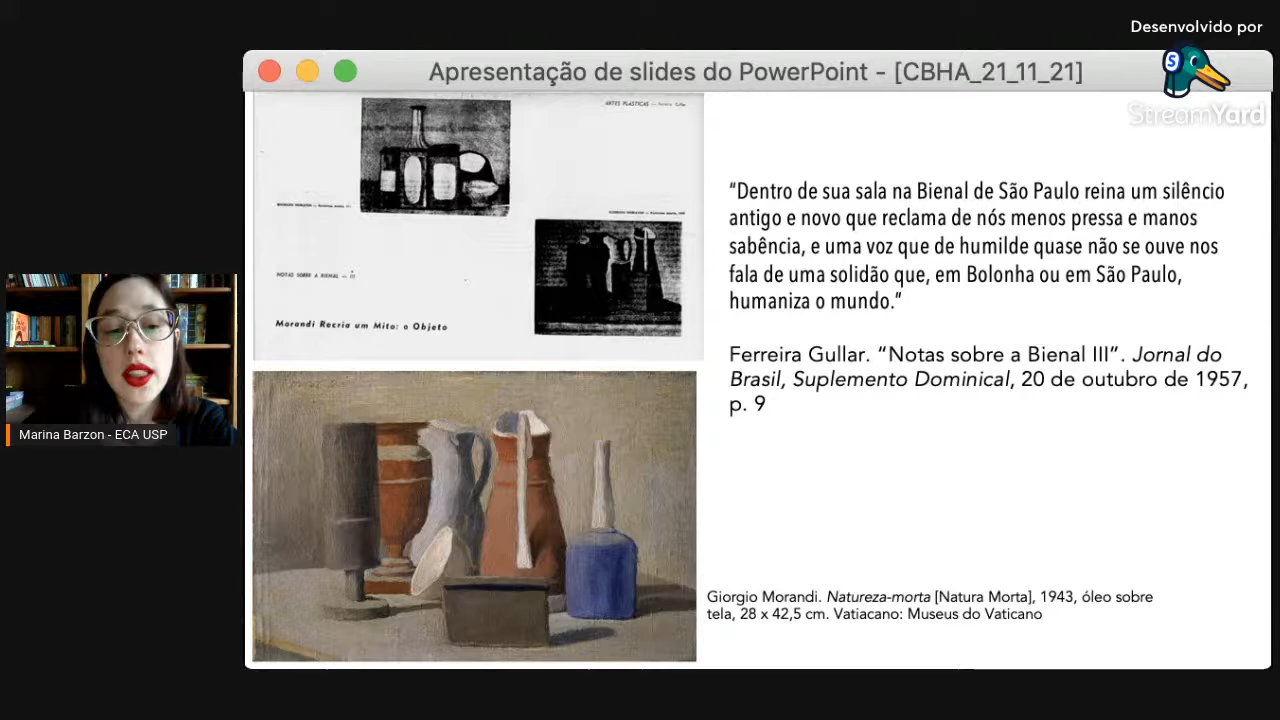 Desenvolvido por
StreamYard
Apresentação de slides do PowerPoint - [CBHA_21_11_21]
ARTES PLÁSTICAS — Ferreira Gullar
NOTAS SOBRE A BIENAL — III
Morandi Recria um Mito: o Objeto
“Dentro de sua sala na Bienal de São Paulo reina um silêncio
antigo e novo que reclama de nós menos pressa e manos
sabência, e uma voz que de humilde quase não se ouve nos
fala de uma solidão que, em Bolonha ou em São Paulo,
humaniza o mundo.“
Ferreira Gullar. “Notas sobre a Bienal III”. Jornal do
Brasil, Suplemento Dominical, 20 de outubro de 1957,
p. 9
Marina Barzon - ECA USP
Giorgio Morandi. Natureza-morta [Natura Morta], 1943, óleo sobre
tela, 28 x 42,5 cm. Vatiacano: Museus do Vaticano